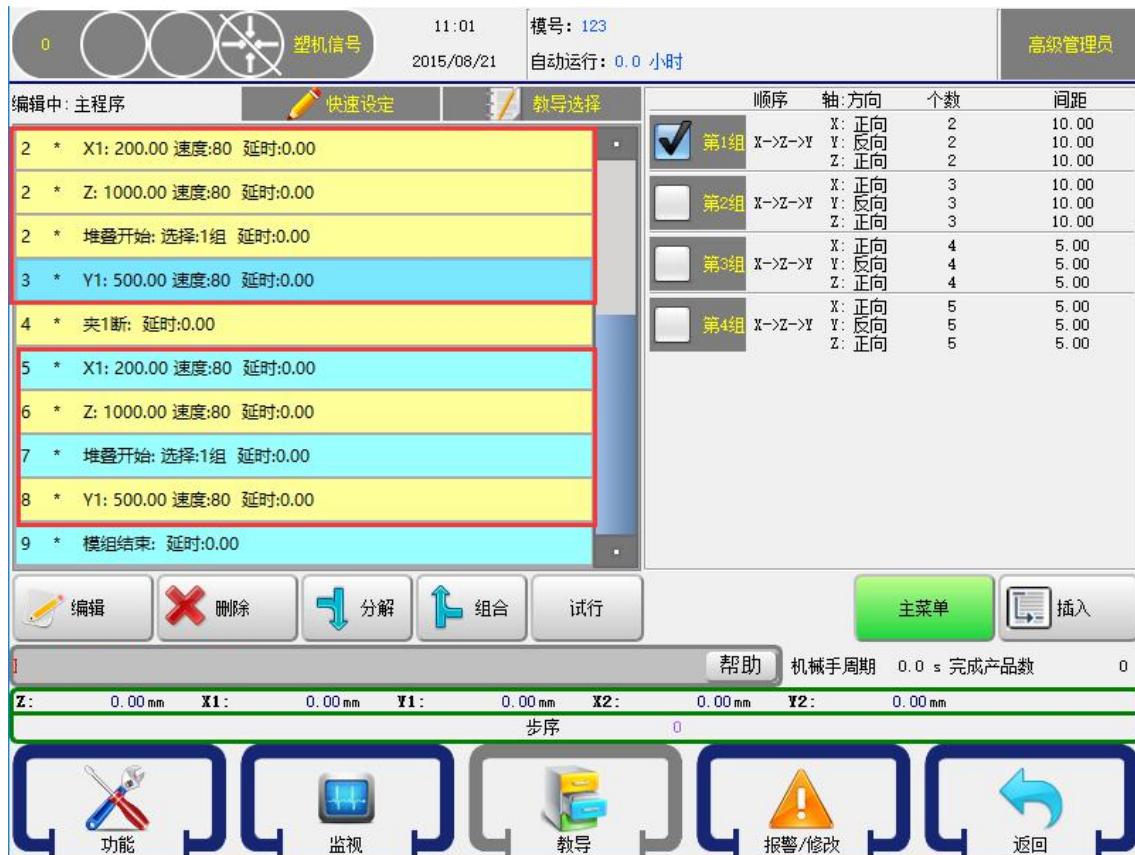 0
塑机信号
11:01
2015/08/21
模号: 123
自动运行: 0.0 小时
高级管理员
编辑中: 主程序
快速设定
教导选择
2 * X1: 200.00 速度:80 延时:0.00
2 * Z: 1000.00 速度:80 延时:0.00
2 * 堆叠开始: 选择:1组 延时:0.00
3 * Y1: 500.00 速度:80 延时:0.00
4 * 夹1断: 延时:0.00
5 * X1: 200.00 速度:80 延时:0.00
6 * Z: 1000.00 速度:80 延时:0.00
7 * 堆叠开始: 选择:1组 延时:0.00
8 * Y1: 500.00 速度:80 延时:0.00
9 * 模组结束: 延时:0.00
顺序 轴:方向 个数 间距
第1组 X->Z->Y
X: 正向 2 10.00
Y: 反向 2 10.00
Z: 正向 2 10.00
第2组 X->Z->Y
X: 正向 3 10.00
Y: 反向 3 10.00
Z: 正向 3 10.00
第3组 X->Z->Y
X: 正向 4 5.00
Y: 反向 4 5.00
Z: 正向 4 5.00
第4组 X->Z->Y
X: 正向 5 5.00
Y: 反向 5 5.00
Z: 正向 5 5.00
编辑 删除 分解 组合 试行 主菜单 插入
帮助 机械手周期 0.0 s 完成产品数 0
Z: 0.00mm X1: 0.00mm Y1: 0.00mm X2: 0.00mm Y2: 0.00mm
步序 0
功能 监视 教导 报警/修改 返回